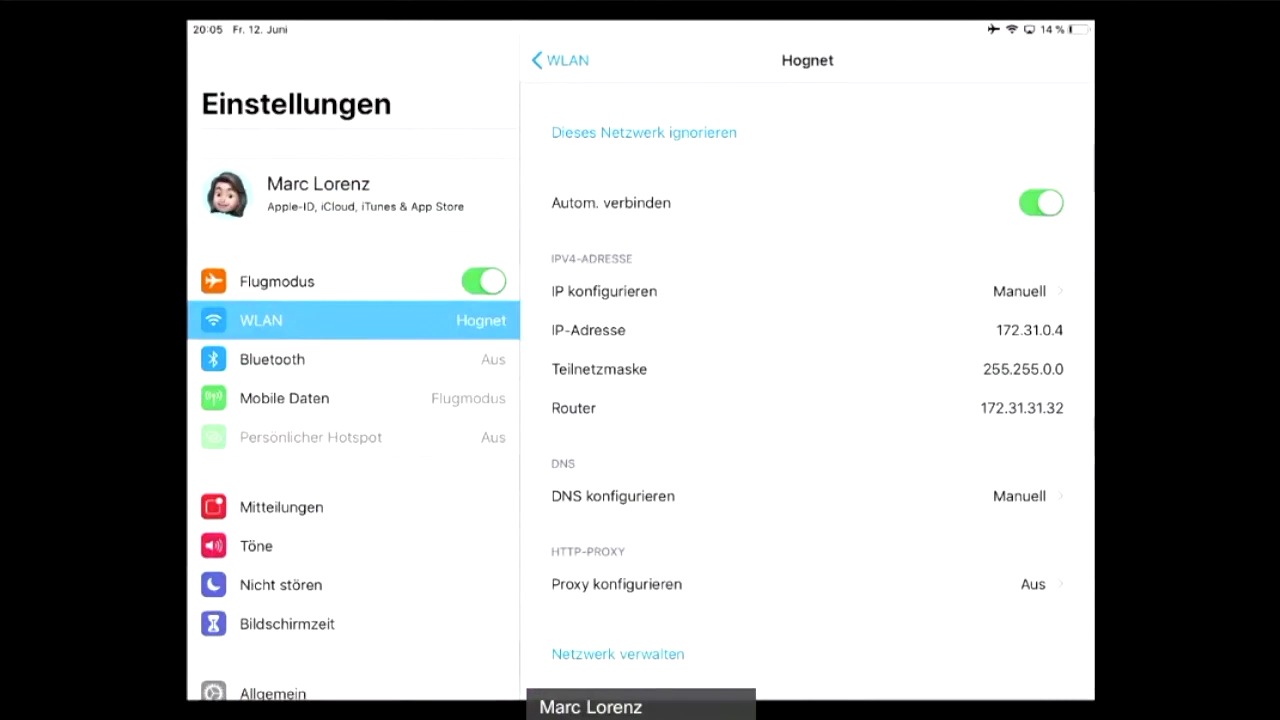 20:05 Fr. 12. Juni
14 %
Einstellungen
Marc Lorenz
Apple-ID, iCloud, iTunes & App Store
Flugmodus
WLAN Hognet
Bluetooth Aus
Mobile Daten Flugmodus
Persönlicher Hotspot Aus
Mitteilungen
Töne
Nicht stören
Bildschirmzeit
Allgemein
WLAN
Hognet
Dieses Netzwerk ignorieren
Autom. verbinden
IPV4-ADRESSE
IP konfigurieren Manuell
IP-Adresse 172.31.0.4
Teilnetzmaske 255.255.0.0
Router 172.31.31.32
DNS
DNS konfigurieren Manuell
HTTP-PROXY
Proxy konfigurieren Aus
Netzwerk verwalten
Marc Lorenz